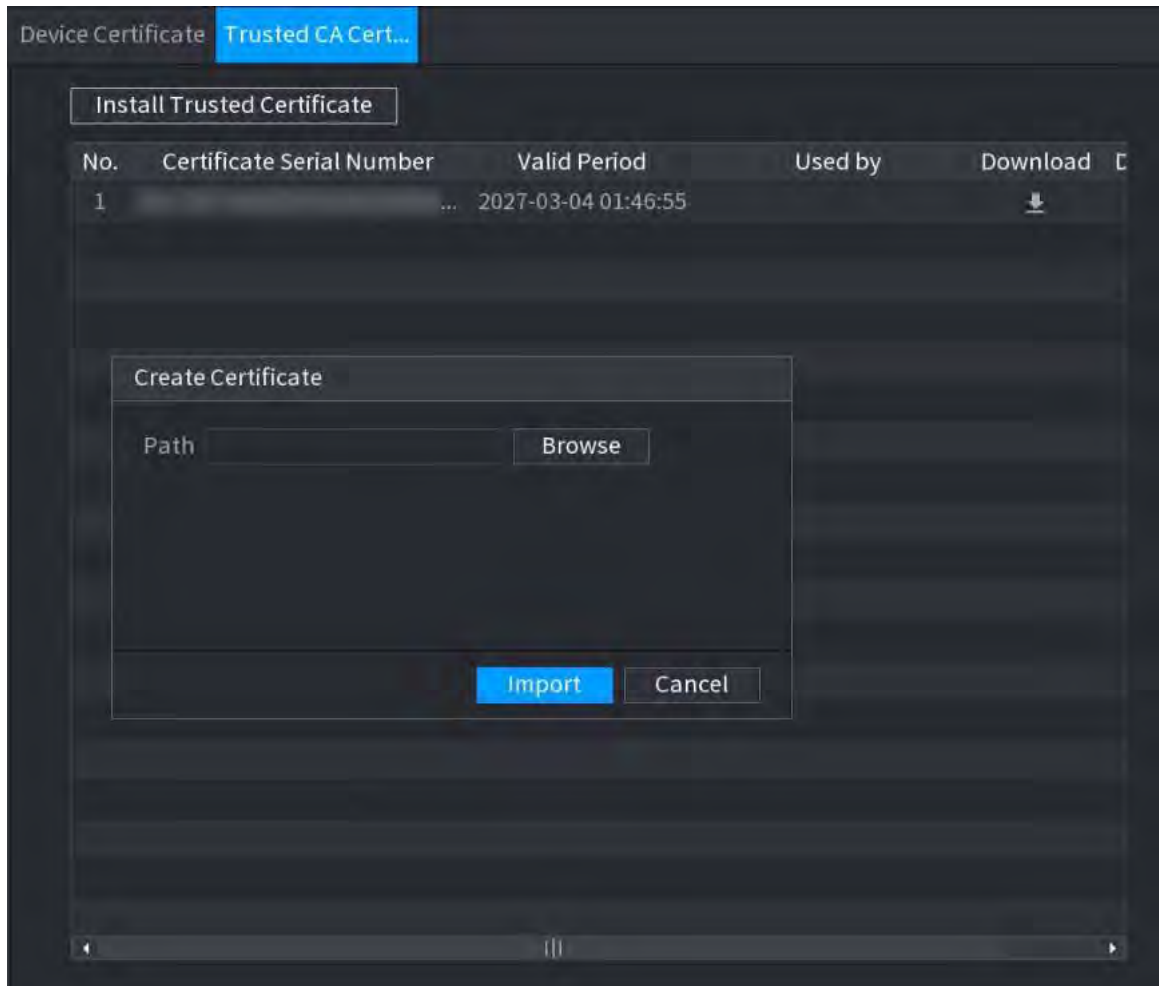 Device Certificate Trusted CA Cert...
Install Trusted Certificate
No. Certificate Serial Number Valid Period Used by Download D
1 ... 2027-03-04 01:46:55
Create Certificate
Path Browse
Import Cancel